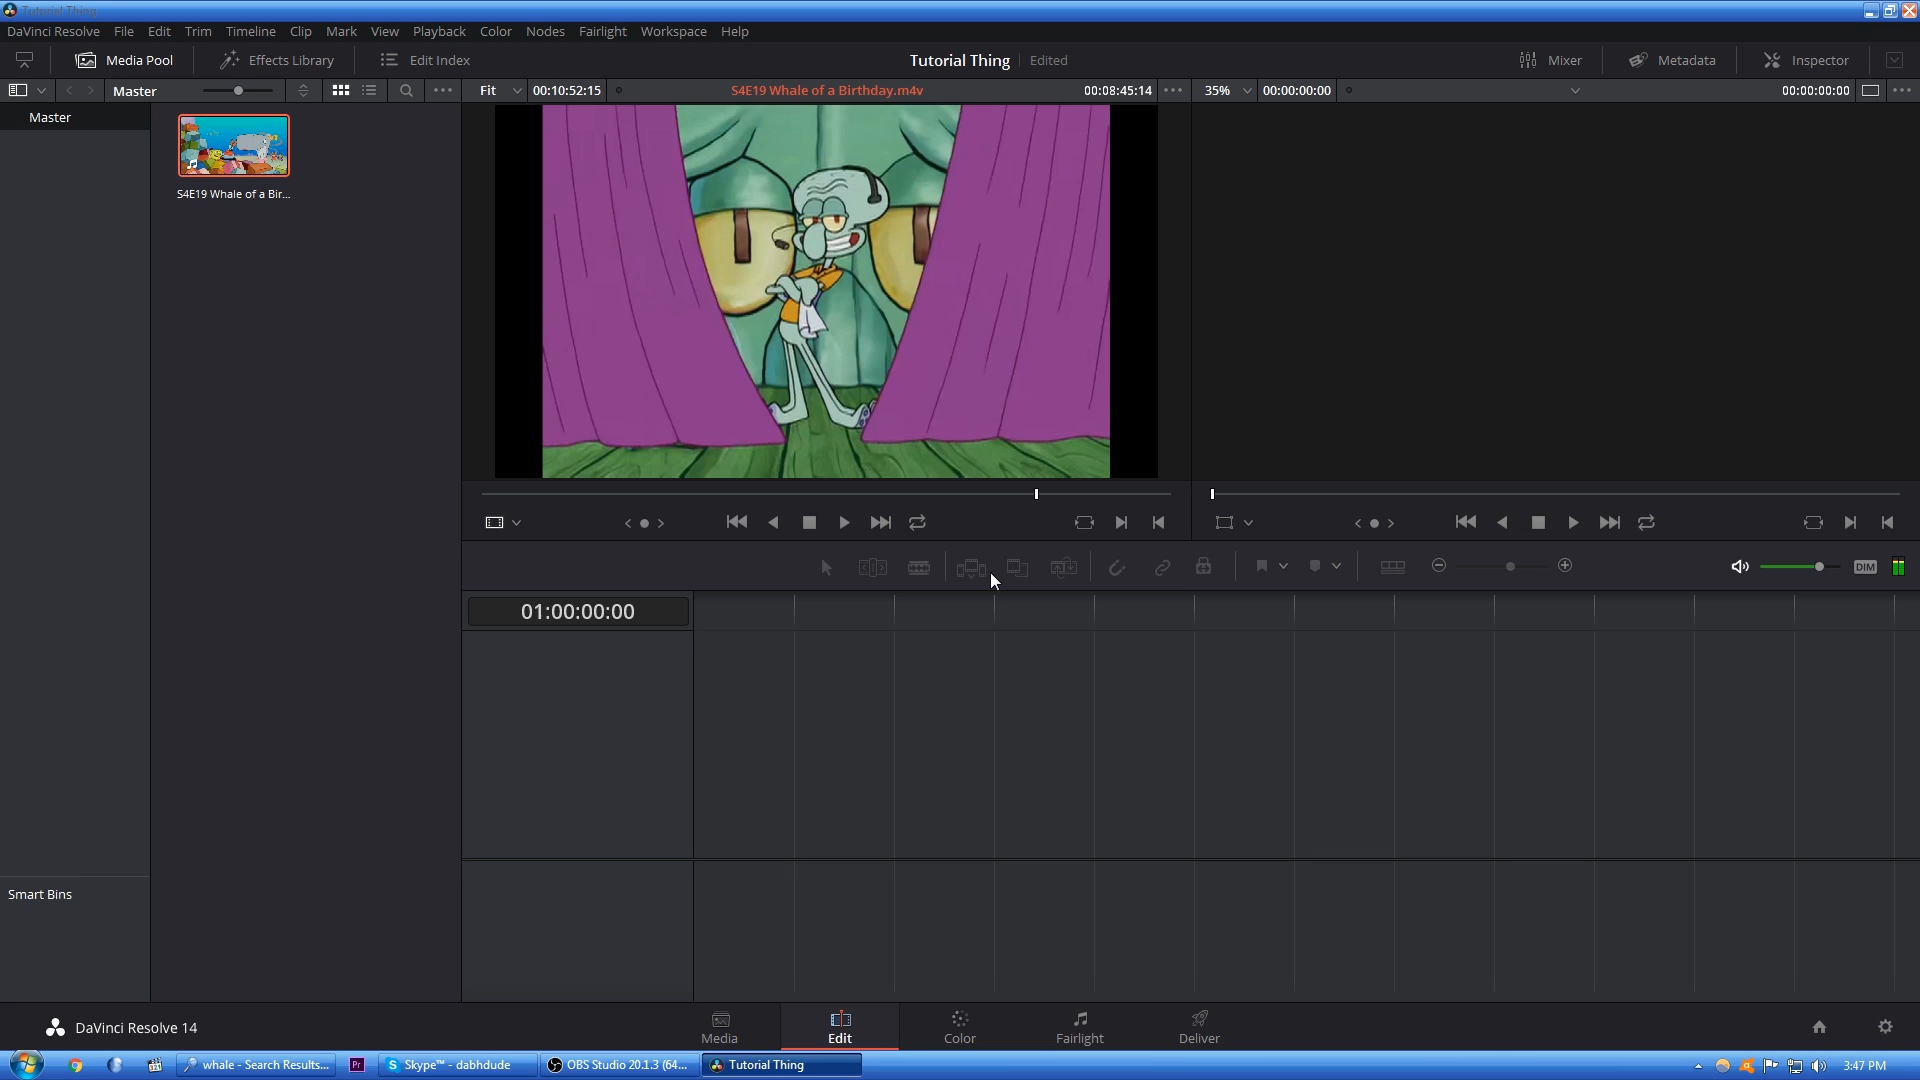 Tutorial Thing
DaVinci Resolve File Edit Trim Timeline Clip Mark View Playback Color Nodes Fairlight Workspace Help
Media Pool Effects Library Edit Index Tutorial Thing Edited Mixer Metadata Inspector
Master Fit 00:10:52:15 S4E19 Whale of a Birthday.m4v 00:08:45:14 35% 00:00:00:00 00:00:00:00
Master
S4E19 Whale of a Bir...
DIM
01:00:00:00
Smart Bins
DaVinci Resolve 14
Media Edit Color Fairlight Deliver
whale - Search Results... Pr S Skype™ - dabhdude OBS Studio 20.1.3 (64... Tutorial Thing 3:47 PM